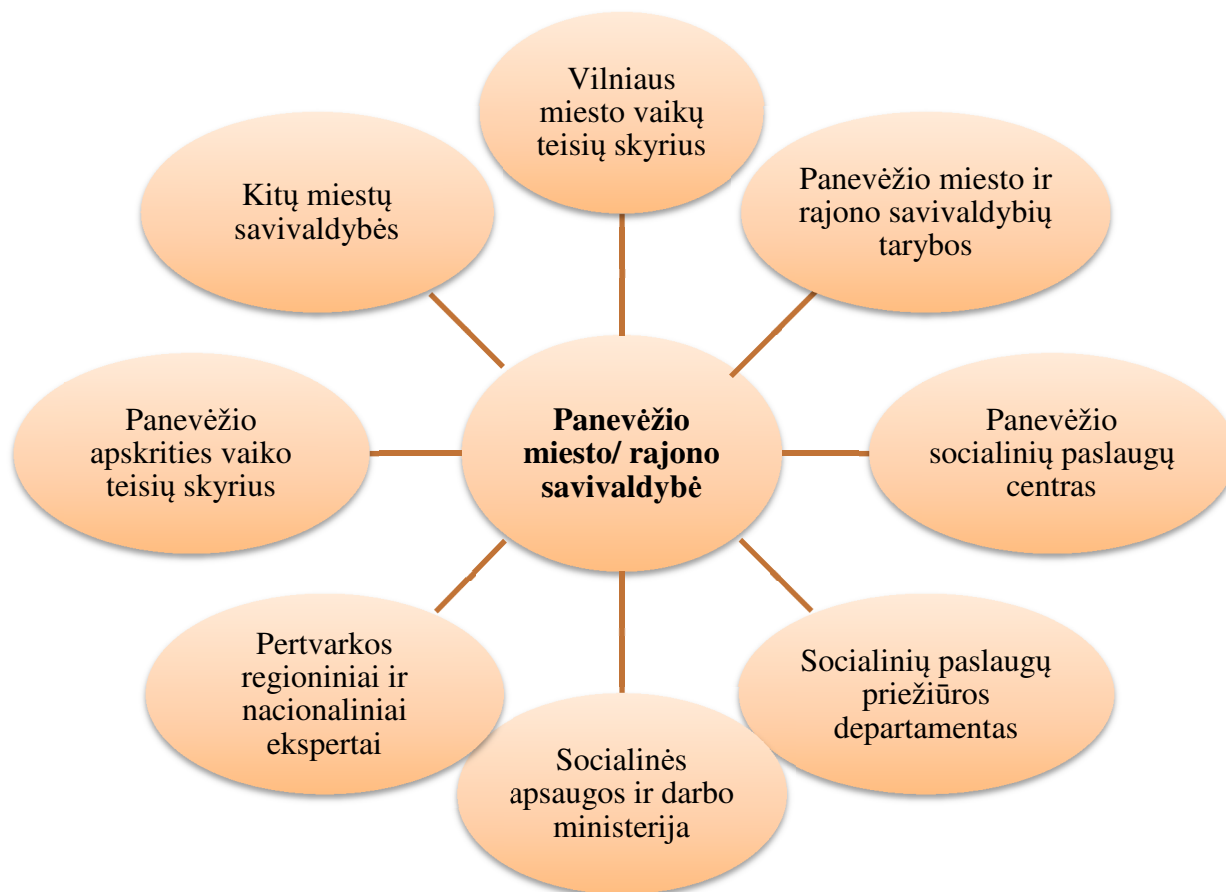 Vilniaus
miesto vaikų
teisių skyrius
Panevėžio miesto ir
rajono savivaldybių
tarybos
Kitų miestų
savivaldybės
Panevėžio
miesto/ rajono
savivaldybė
Panevėžio
apskrities vaiko
teisių skyrius
Panevėžio
socialinių paslaugų
centras
Pertvarkos
regioniniai ir
nacionaliniai
ekspertai
Socialinių paslaugų
priežiūros
departamentas
Socialinės
apsaugos ir darbo
ministerija